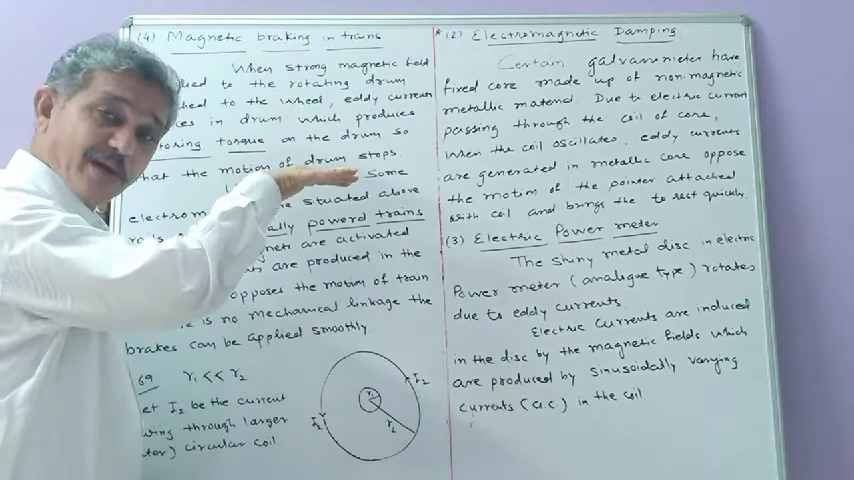 (4) Magnetic braking in trains
When strong magnetic field
to the rotating drum
to the wheel, eddy currents
in drum which produces
torque on the drum so
that the motion of drum stops.
some
situated above
powerd trains
are activated
are produced in the
opposes the motion of train
is no mechanical linkage the
brakes can be applied smoothly.
69 r1 << r2
I2 be the current
through larger
circular coil
r1
r2
I2
I2
* (2) Electromagnetic Damping
Certain galvanometer have
fixed core made up of non magnetic
metallic material. Due to electric current
passing through the coil of core,
when the coil oscillates, eddy currents
are generated in metallic core oppose
the motion of the pointer attached
with coil and brings the to rest quickly.
(3) Electric Power meter
The shiny metal disc in electric
Power meter (analogue type) rotates
due to eddy currents
Electric currents are induced
in the disc by the magnetic fields which
are produced by sinusoidally varying
currents (a.c.) in the coil.